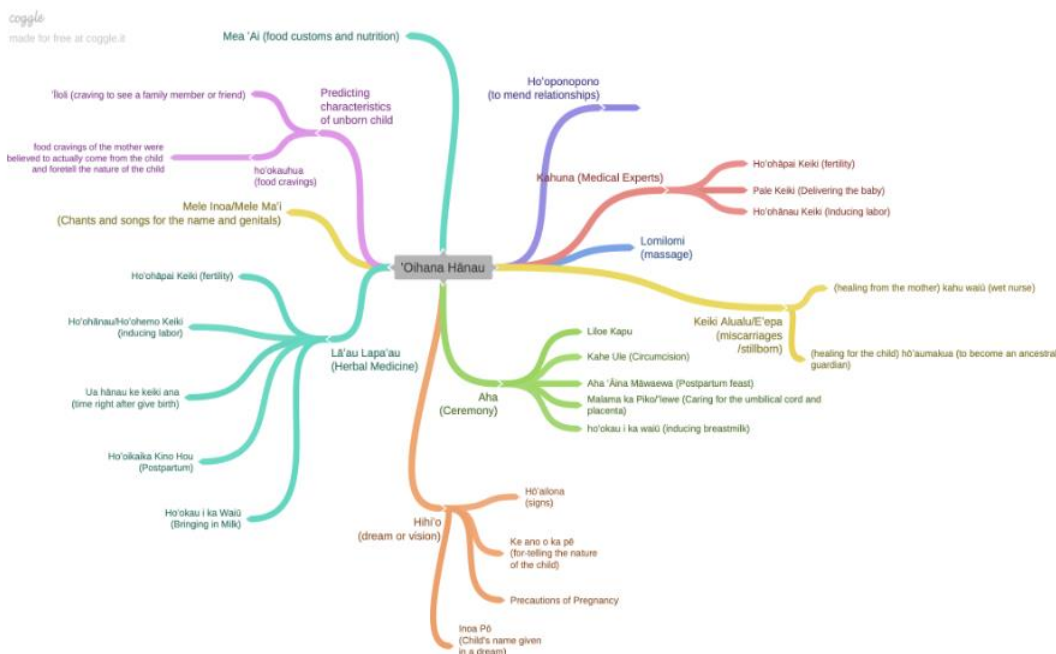 coggle
made for free at coggle.it
Mea 'Ai (food customs and nutrition)
'Īloli (craving to see a family member or friend)
Predicting
characteristics
of unborn child
food cravings of the mother were
believed to actually come from the child
and foretell the nature of the child
ho'okauhua
(food cravings)
Mele Inoa/Mele Ma'i
(Chants and songs for the name and genitals)
'Oihana Hānau
Ho'ohāpai Keiki (fertility)
Ho'ohānau/Ho'ohemo Keiki
(inducing labor)
Lā'au Lapa'au
(Herbal Medicine)
Ua hānau ke keiki ana
(time right after give birth)
Ho'oikaika Kino Hou
(Postpartum)
Ho'okau i ka Waiū
(Bringing in Milk)
Ho'oponopono
(to mend relationships)
Kahuna (Medical Experts)
Ho'ohāpai Keiki (fertility)
Pale Keiki (Delivering the baby)
Ho'ohānau Keiki (Inducing labor)
Lomilomi
(massage)
Keiki Alualu/E'epa
(miscarriages
/stillborn)
(healing from the mother) kahu waiū (wet nurse)
(healing for the child) hō'aumakua (to become an ancestral
guardian)
Aha
(Ceremony)
Liloe Kapu
Kahe Ule (Circumcision)
Aha 'Āina Māwaewa (Postpartum feast)
Malama ka Piko/'Iewe (Caring for the umbilical cord and
placenta)
ho'okau i ka waiū (inducing breastmilk)
Hihi'o
(dream or vision)
Hō'ailona
(signs)
Ke ano o ka pē
(for-telling the nature
of the child)
Precautions of Pregnancy
Inoa Pō
(Child's name given
in a dream)